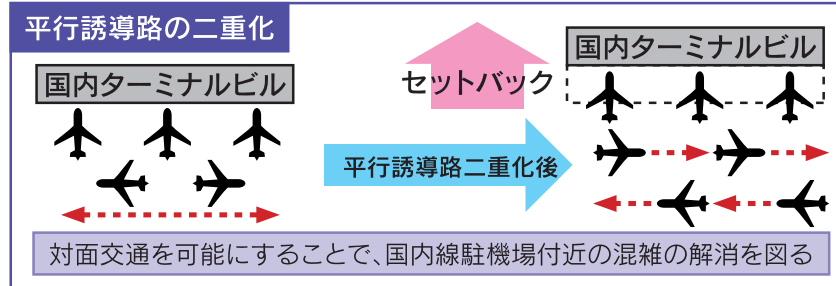 平行誘導路の二重化
国内ターミナルビル
セットバック
国内ターミナルビル
平行誘導路二重化後
対面交通を可能にすることで、国内線駐機場付近の混雑の解消を図る